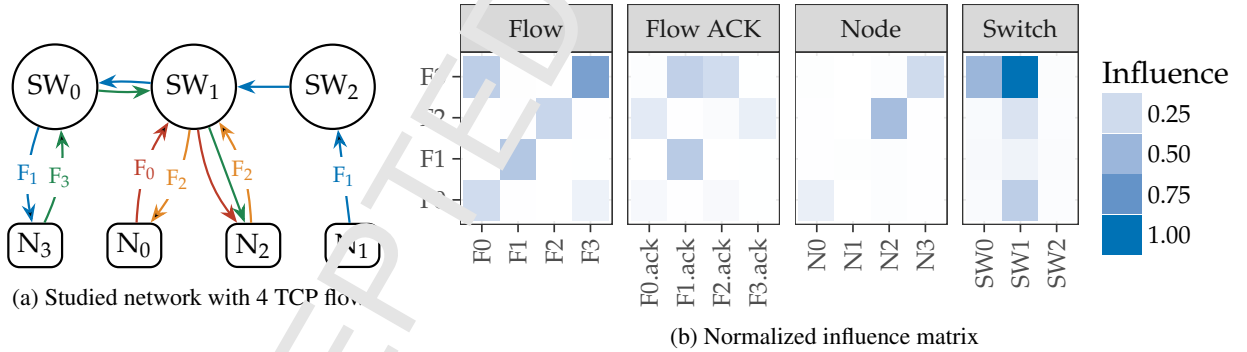 SW0 SW1 SW2
F1 F3 F0 F2 F2 F1
N3 N0 N2 N1
(a) Studied network with 4 TCP
Flow Flow ACK Node Switch
F1
F0 F1 F2 F3
F0.ack F1.ack F2.ack F3.ack
N0 N1 N2 N3
SW0 SW1 SW2
Influence
0.25
0.50
0.75
1.00
(b) Normalized influence matrix